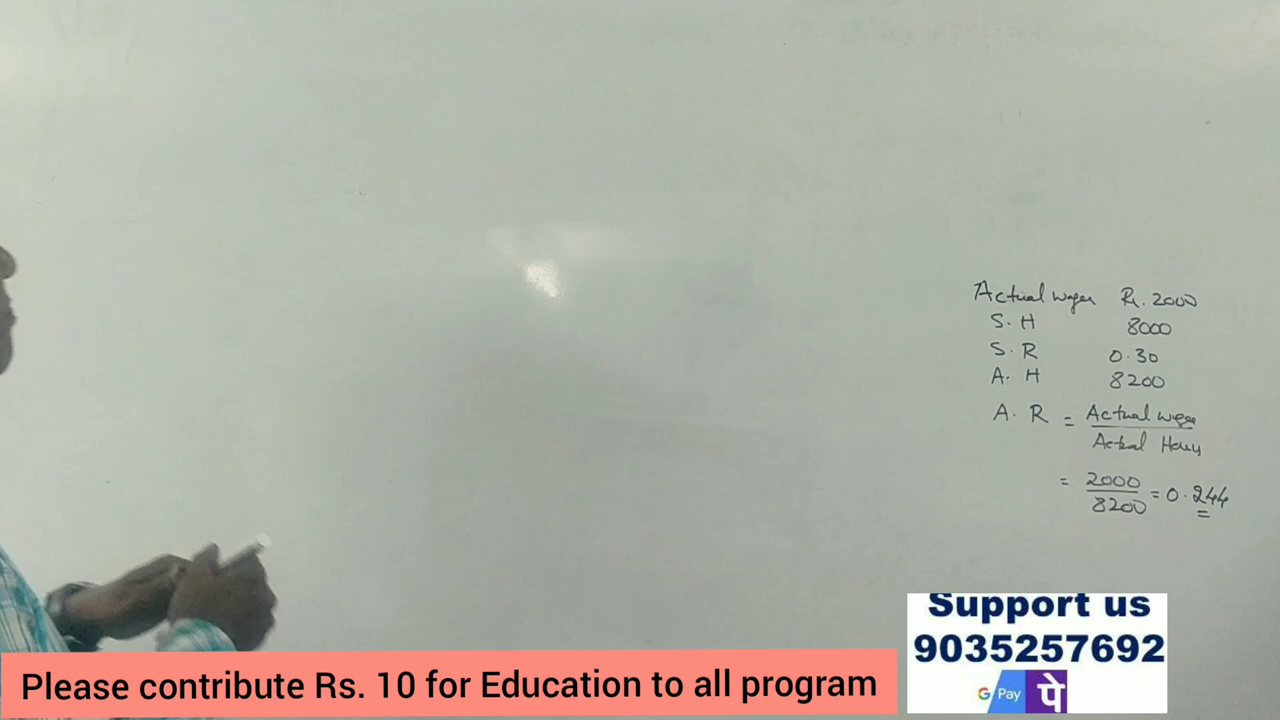 Actual wages Rs. 2000
S. H 8000
S. R 0.30
A. H 8200
A. R = Actual wages
Actual Hours
= 2000
8200 = 0.244
Support us
9035257692
G Pay पे
Please contribute Rs. 10 for Education to all program